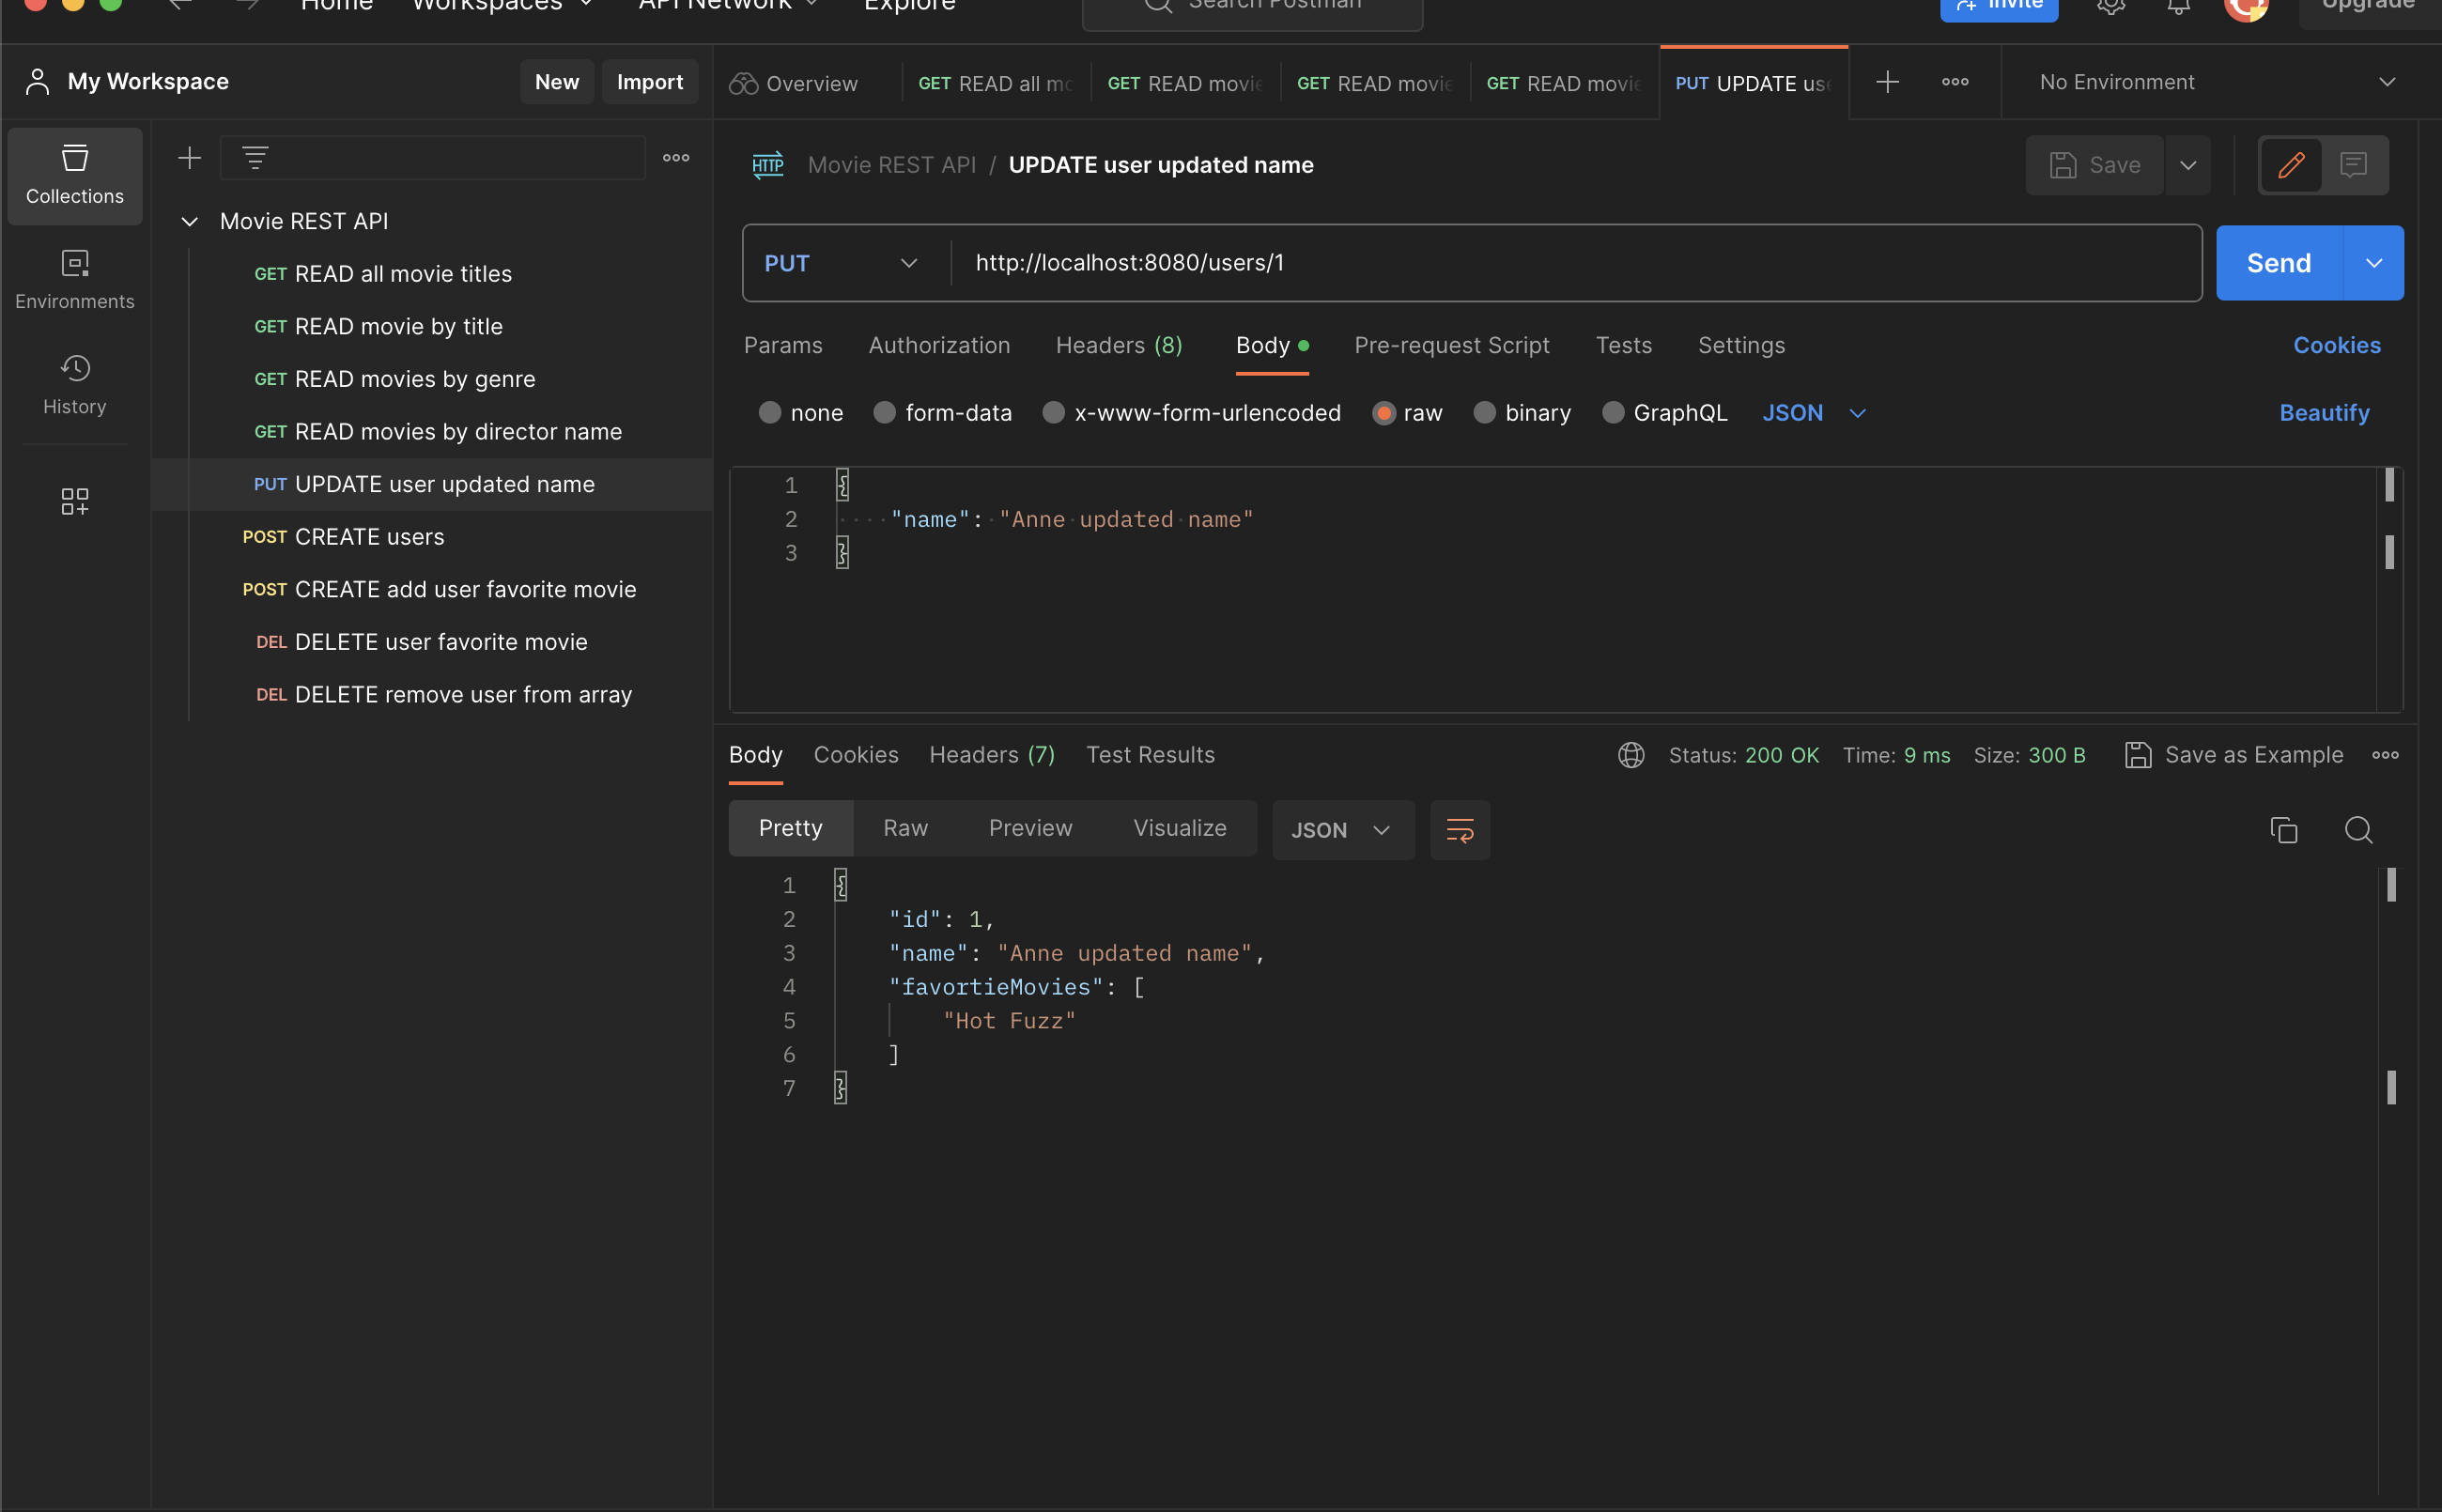 Home Workspaces API Network Explore Search Postman Invite Upgrade
My Workspace New Import Overview GET READ all mo GET READ movie GET READ movie GET READ movie PUT UPDATE use No Environment
Collections
Environments
History
Movie REST API
GET READ all movie titles
GET READ movie by title
GET READ movies by genre
GET READ movies by director name
PUT UPDATE user updated name
POST CREATE users
POST CREATE add user favorite movie
DEL DELETE user favorite movie
DEL DELETE remove user from array
HTTP Movie REST API / UPDATE user updated name Save
PUT http://localhost:8080/users/1 Send
Params Authorization Headers (8) Body Pre-request Script Tests Settings Cookies
none form-data x-www-form-urlencoded raw binary GraphQL JSON Beautify
1 {
2 ····"name":·"Anne·updated·name"
3 }
Body Cookies Headers (7) Test Results Status: 200 OK Time: 9 ms Size: 300 B Save as Example
Pretty Raw Preview Visualize JSON
1 {
2 "id": 1,
3 "name": "Anne updated name",
4 "favortieMovies": [
5 "Hot Fuzz"
6 ]
7 }